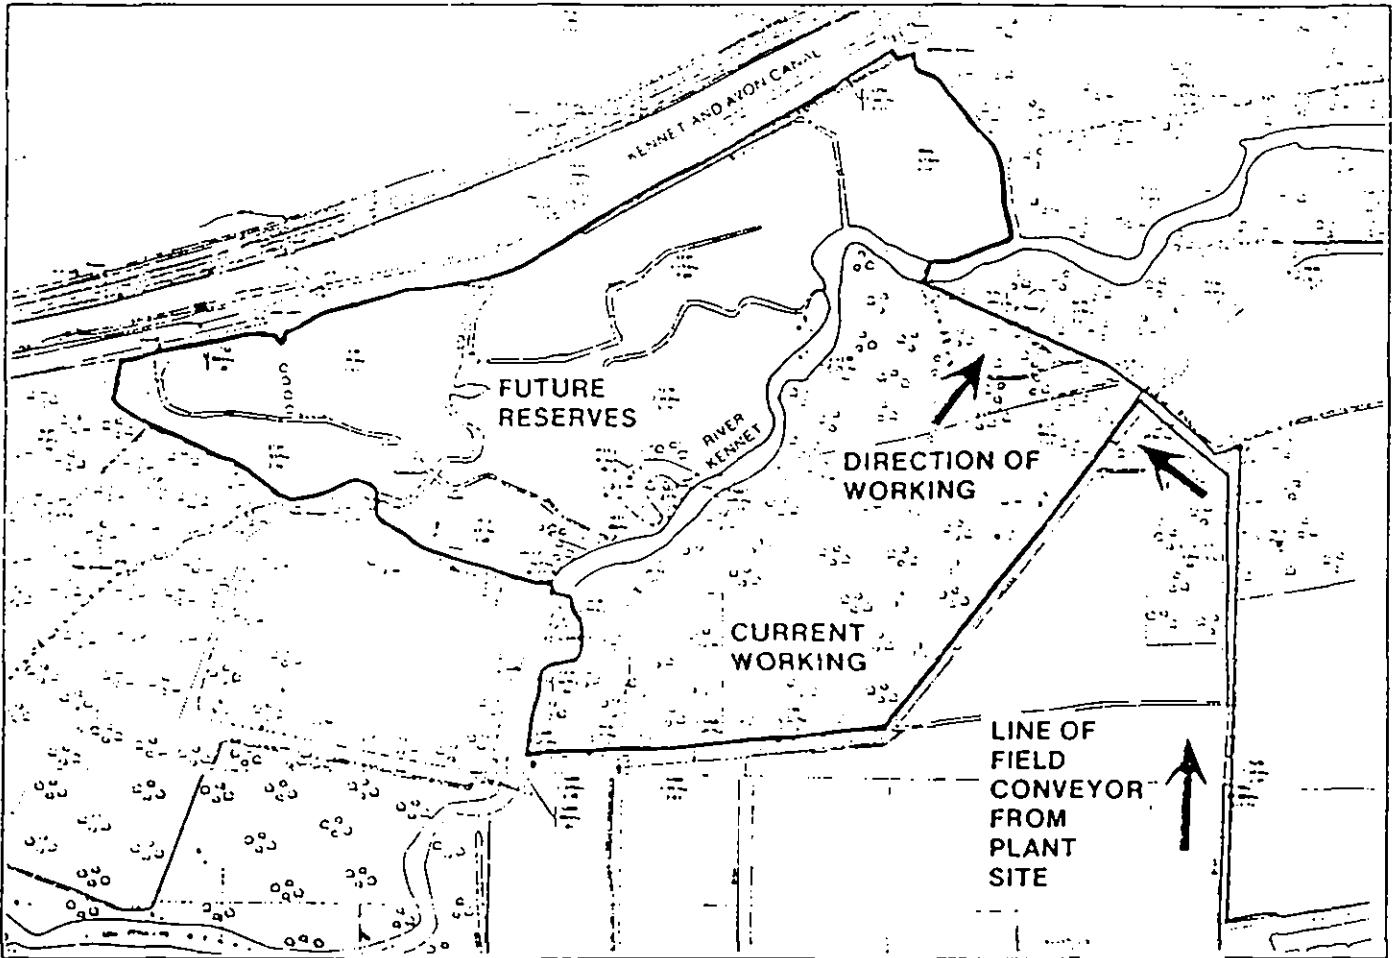 KENNET AND AVON CANAL
FUTURE
RESERVES
RIVER
KENNET
DIRECTION OF
WORKING
CURRENT
WORKING
LINE OF
FIELD
CONVEYOR
FROM
PLANT
SITE